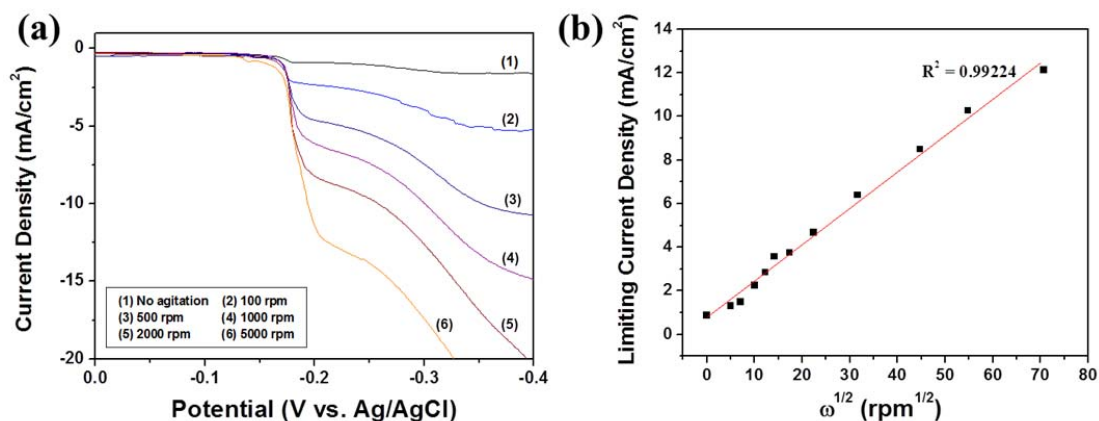 (a)
0
-5
-10
-15
-20
Current Density (mA/cm²)
(1)
(2)
(3)
(4)
(5)
(6)
(1) No agitation (2) 100 rpm
(3) 500 rpm (4) 1000 rpm
(5) 2000 rpm (6) 5000 rpm
0.0 -0.1 -0.2 -0.3 -0.4
Potential (V vs. Ag/AgCl)
(b)
14
12
10
8
6
4
2
0
Limiting Current Density (mA/cm²)
R² = 0.99224
0 10 20 30 40 50 60 70 80
ω^1/2 (rpm^1/2)